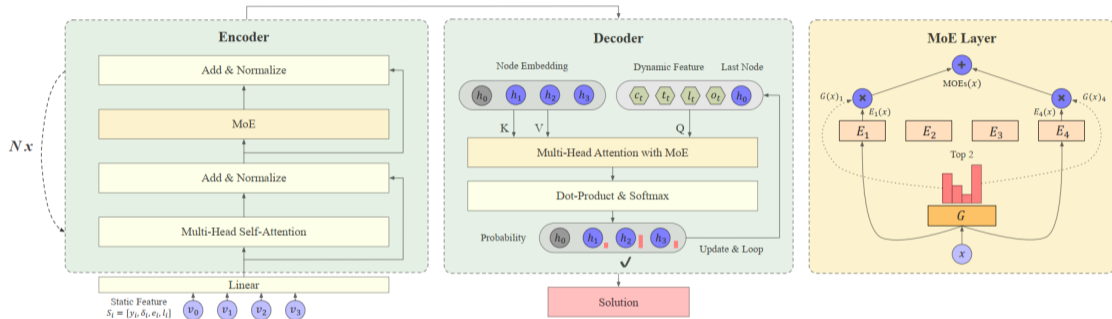 Encoder
Add & Normalize
MoE
Add & Normalize
Multi-Head Self-Attention
N x
Linear
Static Feature
S_i = [y_i, δ_i, e_i, l_i]
v_0 v_1 v_2 v_3
Decoder
Node Embedding
h_0 h_1 h_2 h_3
Dynamic Feature Last Node
c_t t_t l_t o_t h_0
K V Q
Multi-Head Attention with MoE
Dot-Product & Softmax
Probability
h_0 h_1 h_2 h_3
Update & Loop
✓
Solution
MoE Layer
+
MOEs(x)
G(x)_1 × × G(x)_4
E_1(x) E_4(x)
E_1 E_2 E_3 E_4
Top 2
G
x